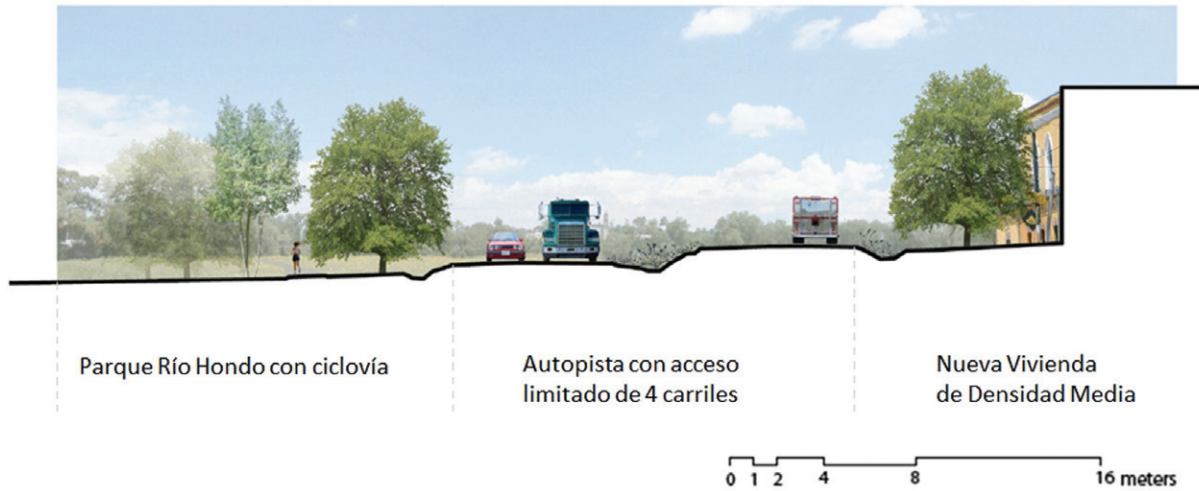 Parque Río Hondo con ciclovía
Autopista con acceso
limitado de 4 carriles
Nueva Vivienda
de Densidad Media
0 1 2 4 8 16 meters